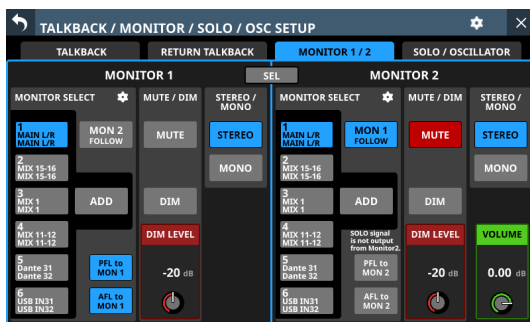 TALKBACK / MONITOR / SOLO / OSC SETUP
TALKBACK
RETURN TALKBACK
MONITOR 1 / 2
SOLO / OSCILLATOR
MONITOR 1
SEL
MONITOR 2
MONITOR SELECT
MUTE / DIM
STEREO /
MONO
1
MAIN L/R
MAIN L/R
2
MIX 15-16
MIX 15-16
3
MIX 1
MIX 1
4
MIX 11-12
MIX 11-12
5
Dante 31
Dante 32
6
USB IN31
USB IN32
MON 2
FOLLOW
ADD
PFL to
MON 1
AFL to
MON 1
MUTE
DIM
DIM LEVEL
-20 dB
STEREO
MONO
MONITOR SELECT
MUTE / DIM
STEREO /
MONO
1
MAIN L/R
MAIN L/R
2
MIX 15-16
MIX 15-16
3
MIX 1
MIX 1
4
MIX 11-12
MIX 11-12
5
Dante 31
Dante 32
6
USB IN31
USB IN32
MON 1
FOLLOW
ADD
SOLO signal
is not output
from Monitor2.
PFL to
MON 2
AFL to
MON 2
MUTE
DIM
DIM LEVEL
-20 dB
STEREO
MONO
VOLUME
0.00 dB